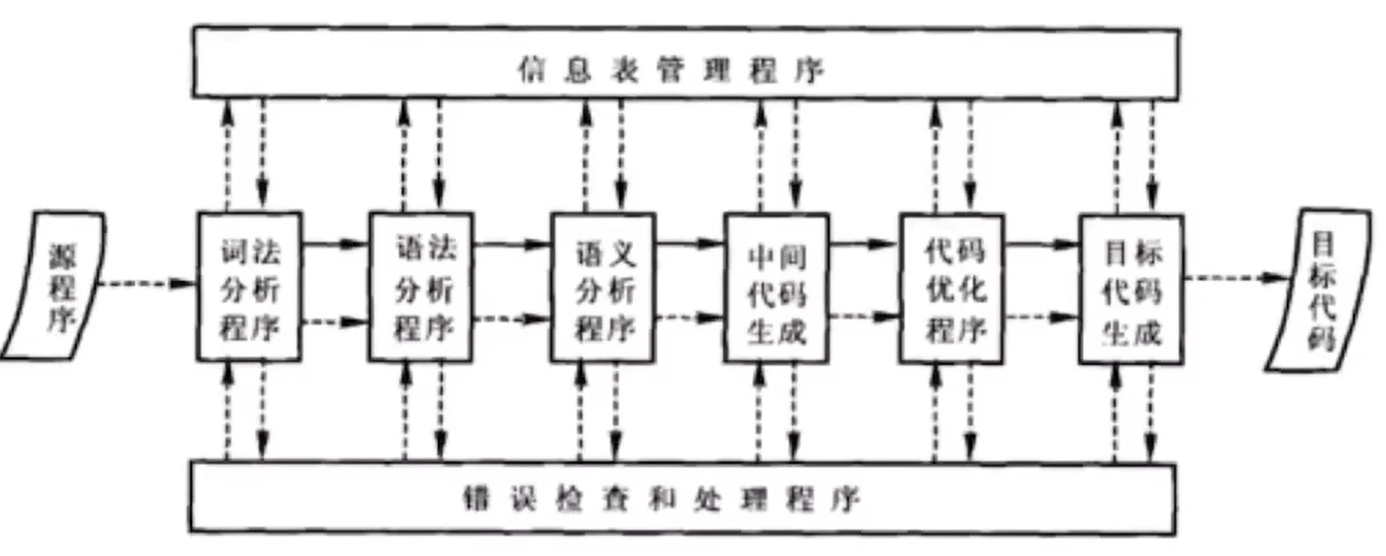 信息表管理程序
源程序
词法
分析
程序
语法
分析
程序
语义
分析
程序
中间
代码
生成
代码
优化
程序
目标
代码
生成
目标代码
错误检查和处理程序